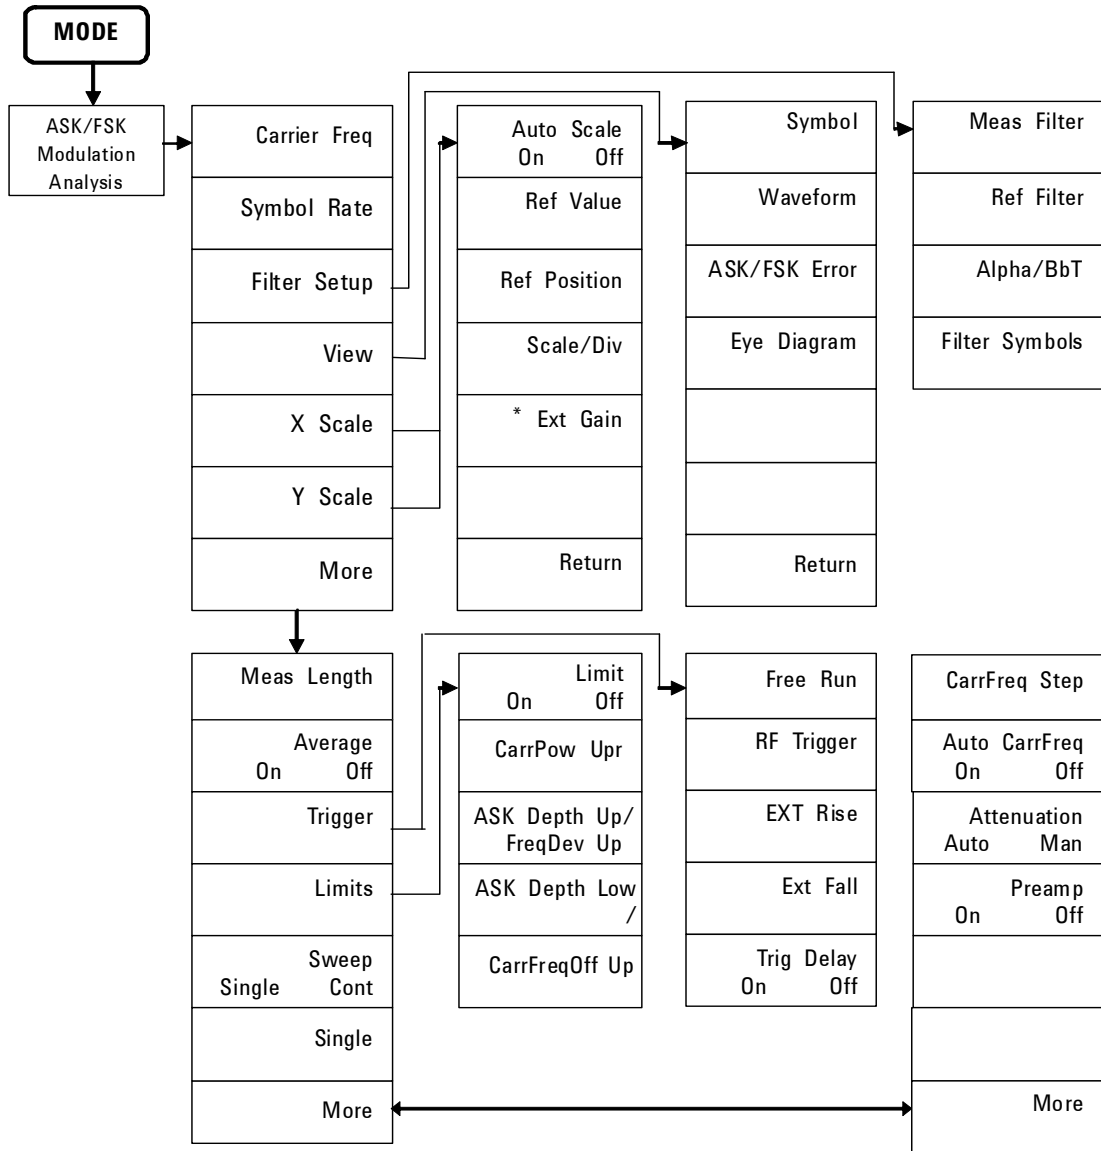 MODE
ASK/FSK
Modulation
Analysis
Carrier Freq
Symbol Rate
Filter Setup
View
X Scale
Y Scale
More
Auto Scale
On Off
Ref Value
Ref Position
Scale/Div
* Ext Gain
Return
Symbol
Waveform
ASK/FSK Error
Eye Diagram
Return
Meas Filter
Ref Filter
Alpha/BbT
Filter Symbols
Meas Length
Average
On Off
Trigger
Limits
Sweep
Single Cont
Single
More
Limit
On Off
CarrPow Upr
ASK Depth Up/
FreqDev Up
ASK Depth Low
/
CarrFreqOff Up
Free Run
RF Trigger
EXT Rise
Ext Fall
Trig Delay
On Off
CarrFreq Step
Auto CarrFreq
On Off
Attenuation
Auto Man
Preamp
On Off
More